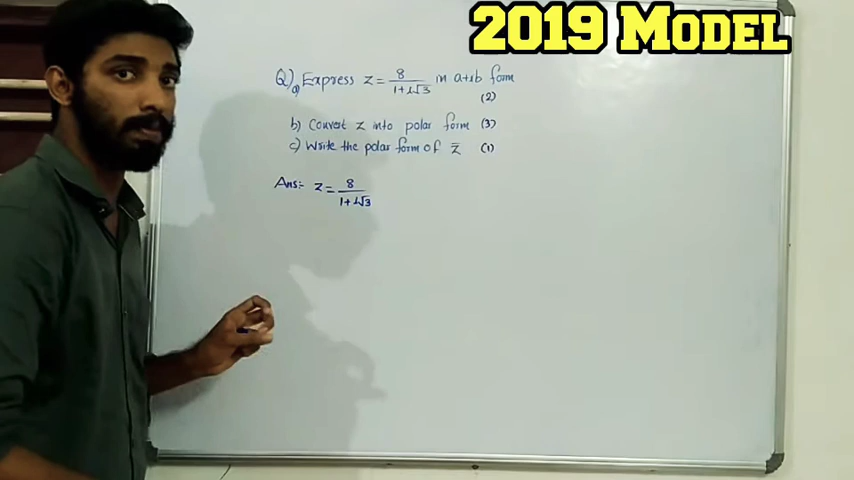 2019 MODEL
Q) a) Express z = 8/(1+i√3) in a+ib form
(2)
b) Convert z into polar form (3)
c) Write the polar form of z̄ (1)
Ans:- z = 8/(1+i√3)